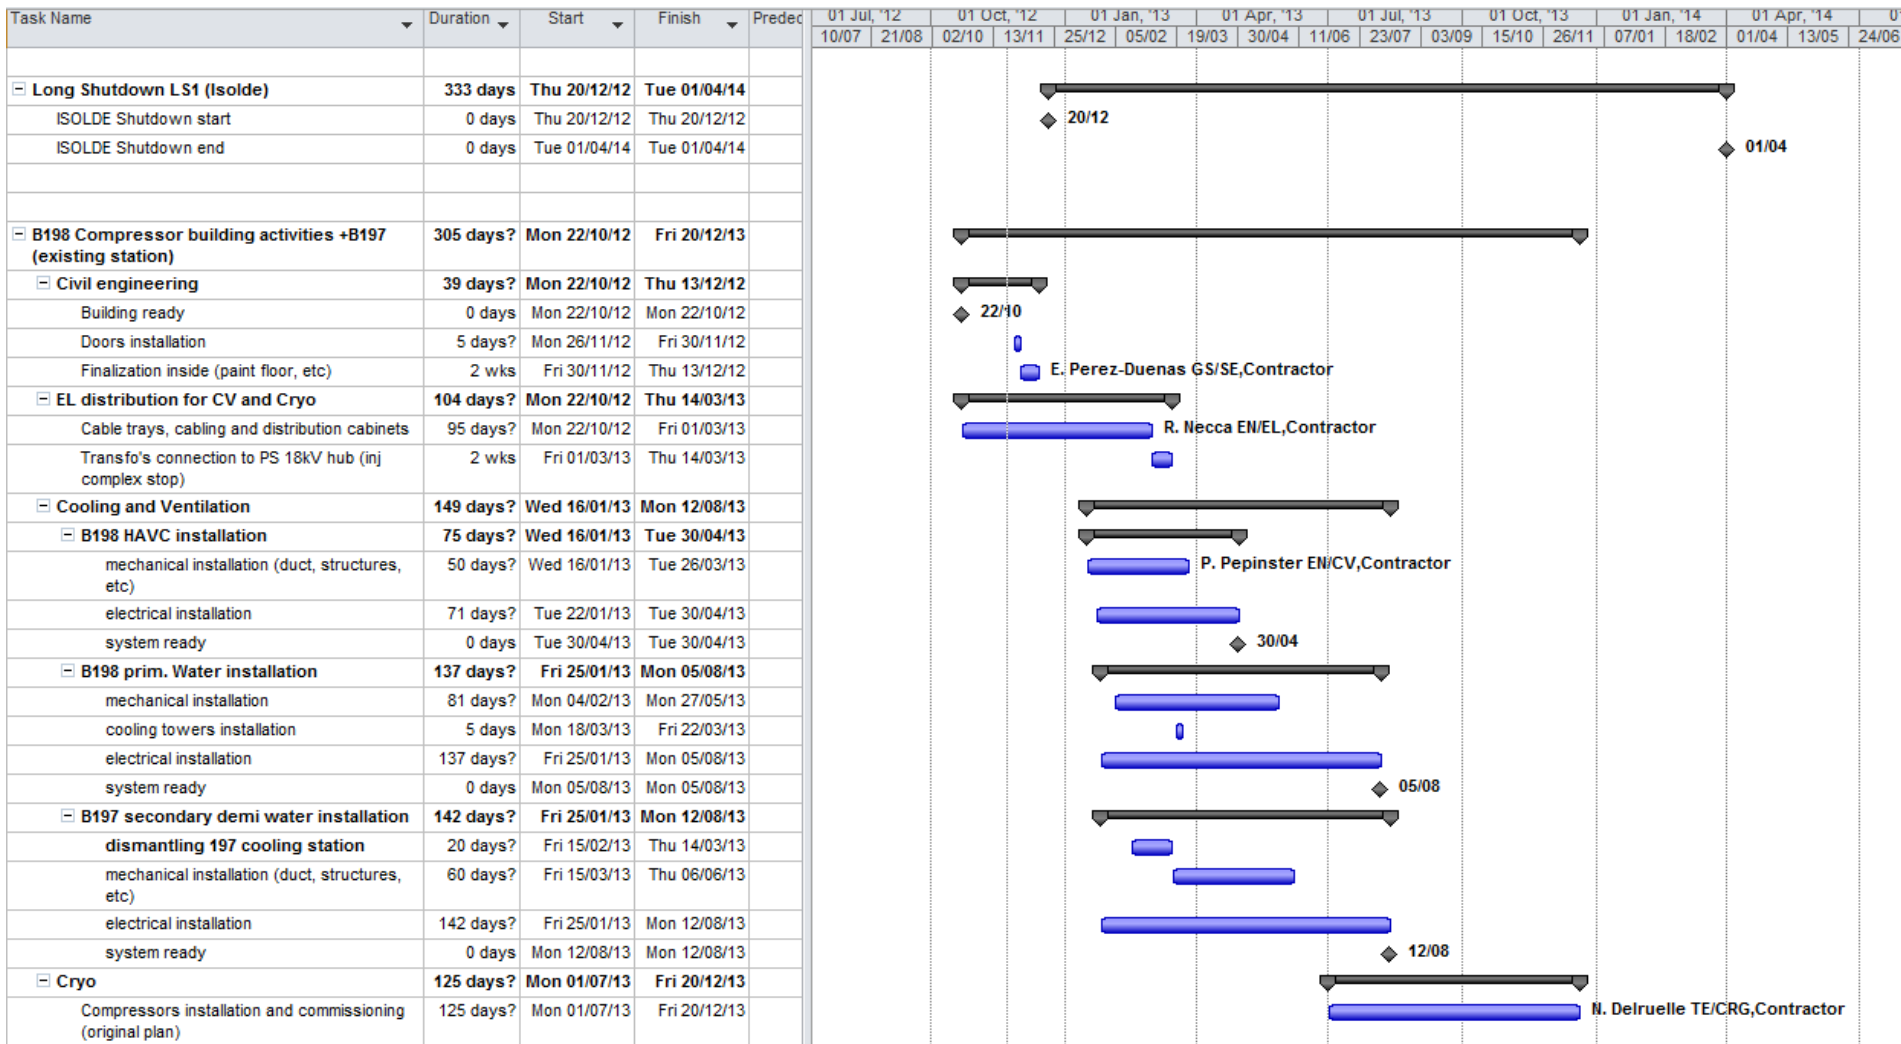 Task Name Duration Start Finish Predec 01 Jul, '12 01 Oct, '12 01 Jan, '13 01 Apr, '13 01 Jul, '13 01 Oct, '13 01 Jan, '14 01 Apr, '14
10/07 21/08 02/10 13/11 25/12 05/02 19/03 30/04 11/06 23/07 03/09 15/10 26/11 07/01 18/02 01/04 13/05 24/06
Long Shutdown LS1 (Isolde) 333 days Thu 20/12/12 Tue 01/04/14
ISOLDE Shutdown start 0 days Thu 20/12/12 Thu 20/12/12 20/12
ISOLDE Shutdown end 0 days Tue 01/04/14 Tue 01/04/14 01/04
B198 Compressor building activities +B197 305 days? Mon 22/10/12 Fri 20/12/13
(existing station)
Civil engineering 39 days? Mon 22/10/12 Thu 13/12/12
Building ready 0 days Mon 22/10/12 Mon 22/10/12 22/10
Doors installation 5 days? Mon 26/11/12 Fri 30/11/12
Finalization inside (paint floor, etc) 2 wks Fri 30/11/12 Thu 13/12/12 E. Perez-Duenas GS/SE,Contractor
EL distribution for CV and Cryo 104 days? Mon 22/10/12 Thu 14/03/13
Cable trays, cabling and distribution cabinets 95 days? Mon 22/10/12 Fri 01/03/13 R. Necca EN/EL,Contractor
Transfo's connection to PS 18kV hub (inj 2 wks Fri 01/03/13 Thu 14/03/13
complex stop)
Cooling and Ventilation 149 days? Wed 16/01/13 Mon 12/08/13
B198 HAVC installation 75 days? Wed 16/01/13 Tue 30/04/13
mechanical installation (duct, structures, 50 days? Wed 16/01/13 Tue 26/03/13 P. Pepinster EN/CV,Contractor
etc)
electrical installation 71 days? Tue 22/01/13 Tue 30/04/13
system ready 0 days Tue 30/04/13 Tue 30/04/13 30/04
B198 prim. Water installation 137 days? Fri 25/01/13 Mon 05/08/13
mechanical installation 81 days? Mon 04/02/13 Mon 27/05/13
cooling towers installation 5 days Mon 18/03/13 Fri 22/03/13
electrical installation 137 days? Fri 25/01/13 Mon 05/08/13
system ready 0 days Mon 05/08/13 Mon 05/08/13 05/08
B197 secondary demi water installation 142 days? Fri 25/01/13 Mon 12/08/13
dismantling 197 cooling station 20 days? Fri 15/02/13 Thu 14/03/13
mechanical installation (duct, structures, 60 days? Fri 15/03/13 Thu 06/06/13
etc)
electrical installation 142 days? Fri 25/01/13 Mon 12/08/13
system ready 0 days Mon 12/08/13 Mon 12/08/13 12/08
Cryo 125 days? Mon 01/07/13 Fri 20/12/13
Compressors installation and commissioning 125 days? Mon 01/07/13 Fri 20/12/13 N. Delruelle TE/CRG,Contractor
(original plan)